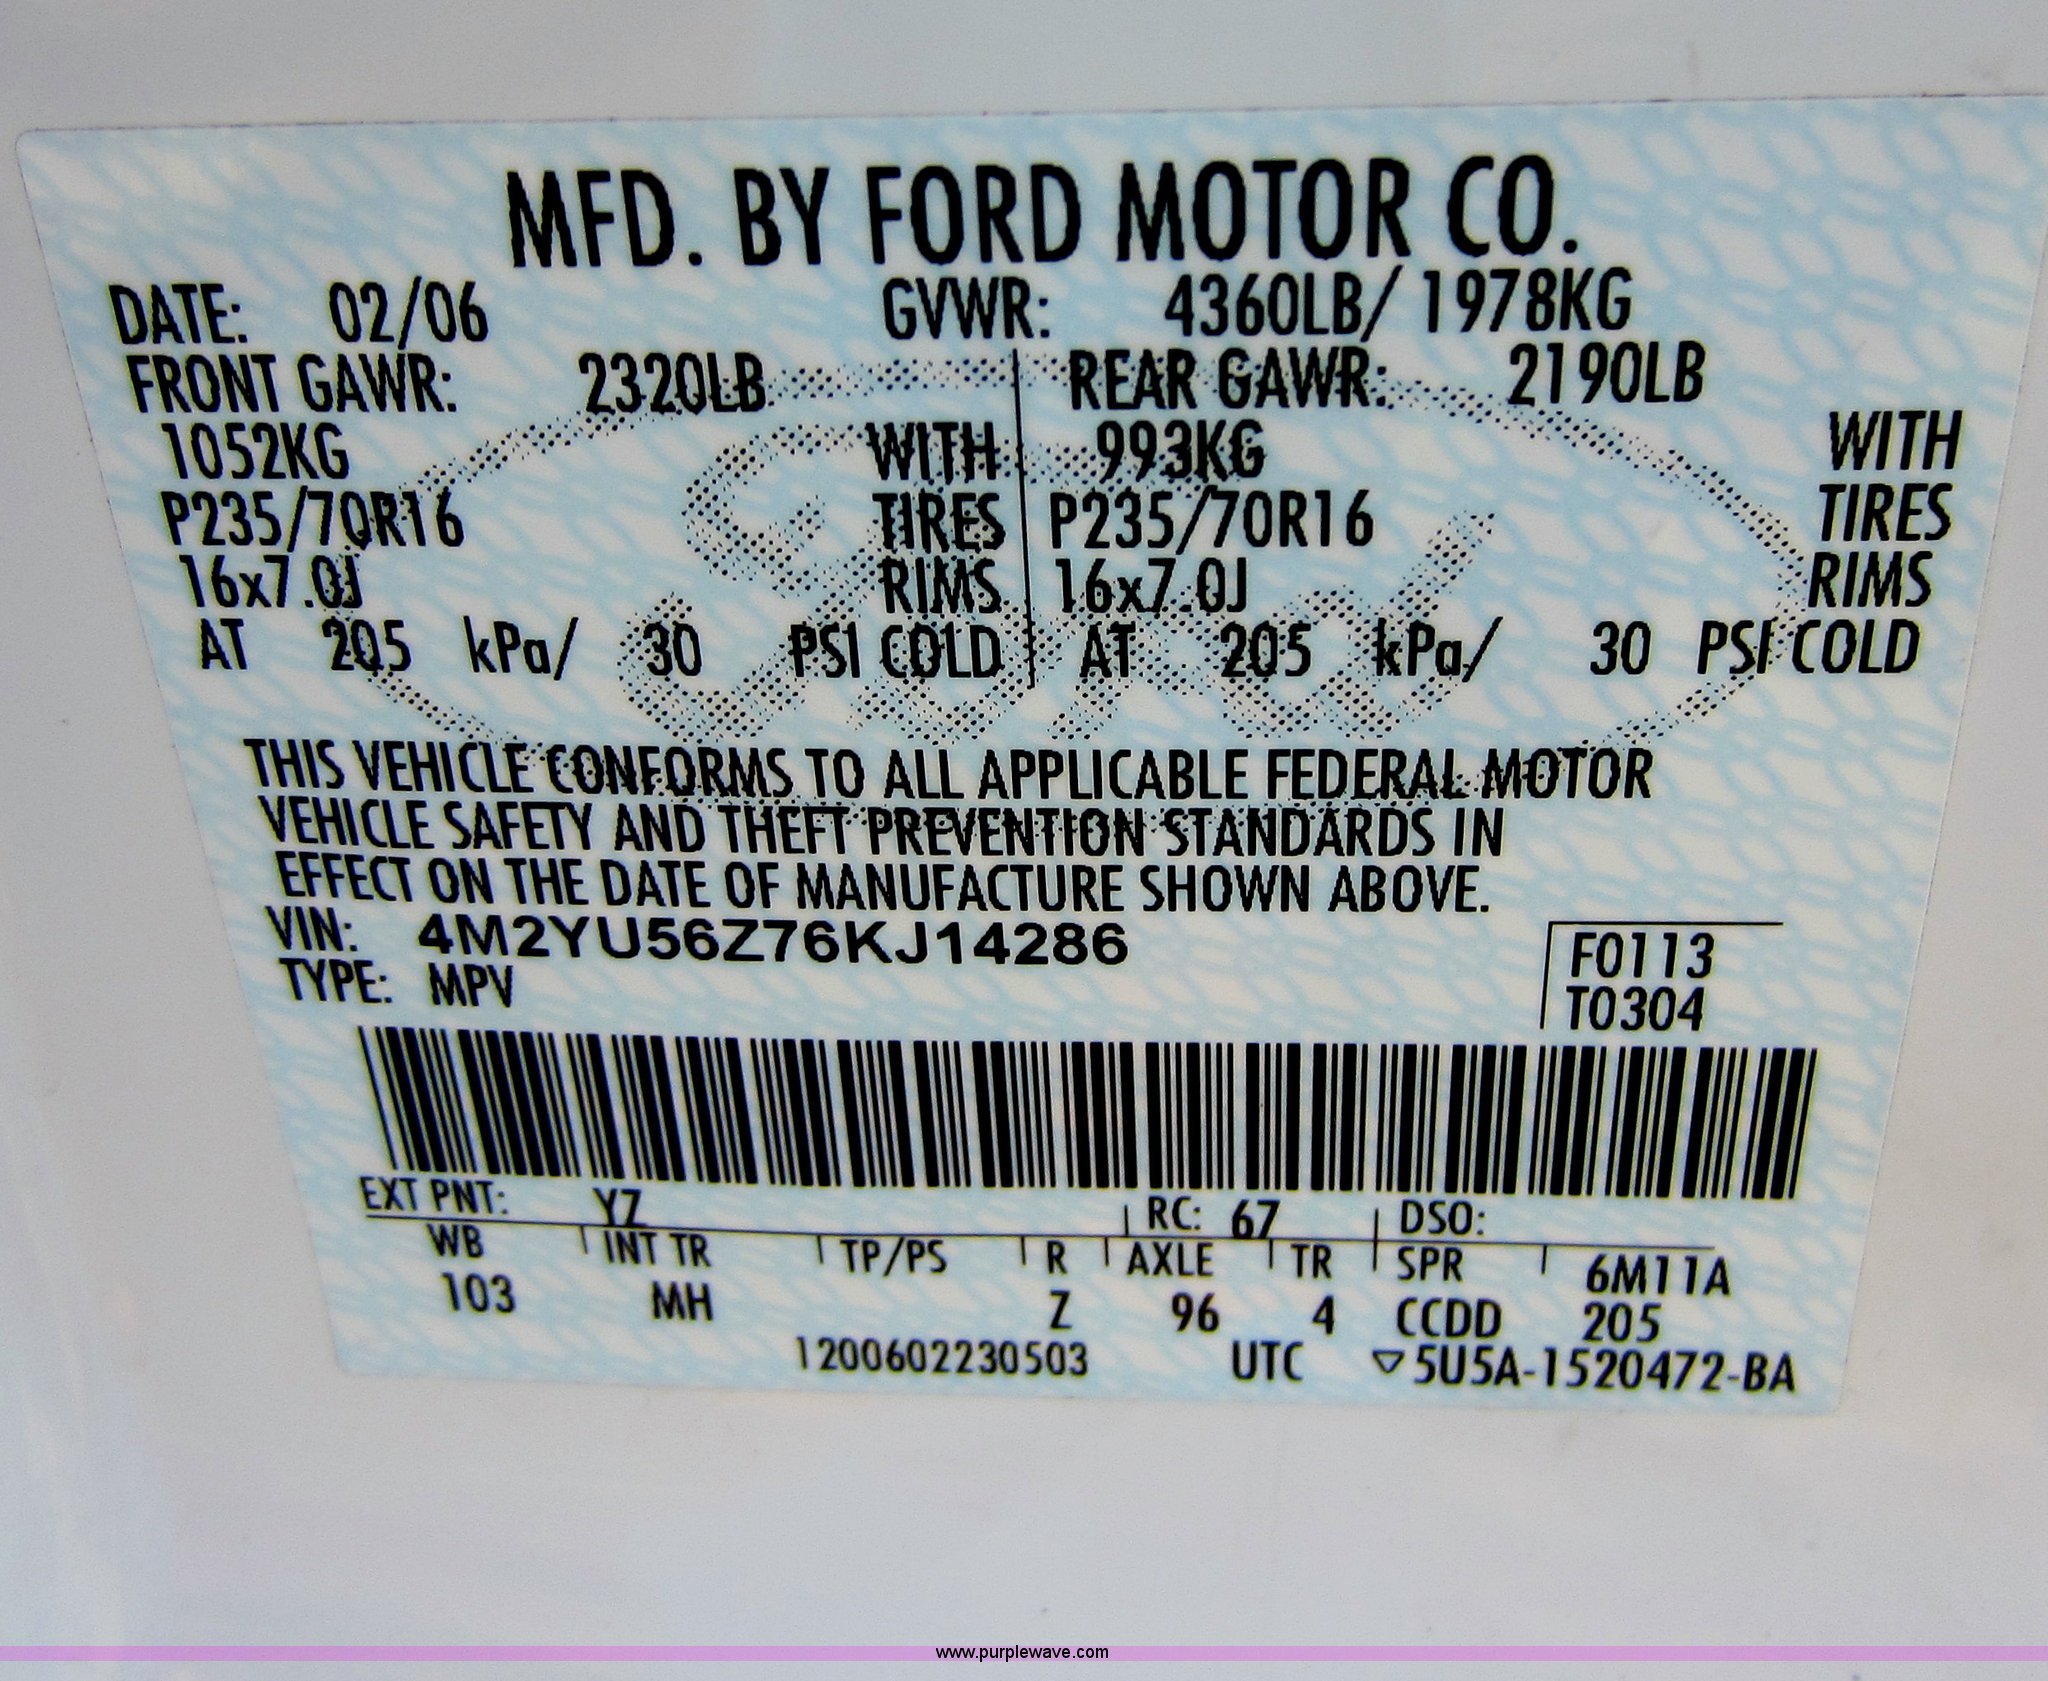 MFD. BY FORD MOTOR CO.
DATE: 02/06 GVWR: 4360LB/ 1978KG
FRONT GAWR: 2320LB REAR GAWR: 2190LB
1052KG WITH 993KG WITH
P235/70R16 TIRES P235/70R16 TIRES
16x7.0J RIMS 16x7.0J RIMS
AT 205 kPa/ 30 PSI COLD AT 205 kPa/ 30 PSI COLD
Ford
THIS VEHICLE CONFORMS TO ALL APPLICABLE FEDERAL MOTOR
VEHICLE SAFETY AND THEFT PREVENTION STANDARDS IN
EFFECT ON THE DATE OF MANUFACTURE SHOWN ABOVE.
VIN: 4M2YU56Z76KJ14286 F0113
TYPE: MPV T0304
EXT PNT: YZ RC: 67 DSO:
WB INT TR TP/PS R AXLE TR SPR 6M11A
103 MH Z 96 4 CCDD 205
1200602230503 UTC ▽5U5A-1520472-BA
www.purplewave.com